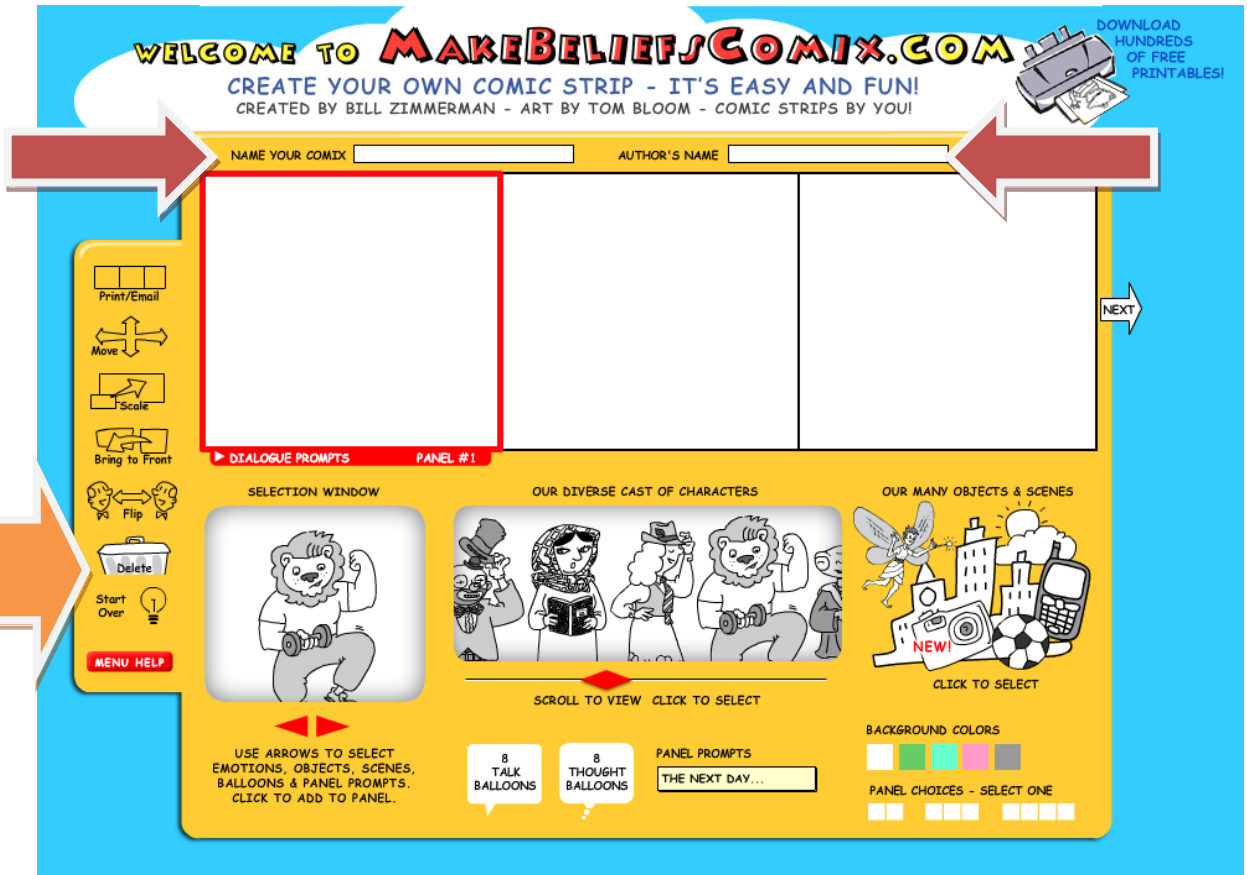 WELCOME TO MAKEBELIEFSCOMIX.COM
DOWNLOAD
HUNDREDS
OF FREE
PRINTABLES!
CREATE YOUR OWN COMIC STRIP - IT'S EASY AND FUN!
CREATED BY BILL ZIMMERMAN - ART BY TOM BLOOM - COMIC STRIPS BY YOU!
NAME YOUR COMIX
AUTHOR'S NAME
Print/Email
Move
Scale
Bring to Front
Flip
Delete
Start
Over
MENU HELP
NEXT
DIALOGUE PROMPTS PANEL #1
SELECTION WINDOW
USE ARROWS TO SELECT
EMOTIONS, OBJECTS, SCENES,
BALLOONS & PANEL PROMPTS.
CLICK TO ADD TO PANEL.
OUR DIVERSE CAST OF CHARACTERS
SCROLL TO VIEW CLICK TO SELECT
8
TALK
BALLOONS
8
THOUGHT
BALLOONS
PANEL PROMPTS
THE NEXT DAY...
OUR MANY OBJECTS & SCENES
NEW!
CLICK TO SELECT
BACKGROUND COLORS
PANEL CHOICES - SELECT ONE